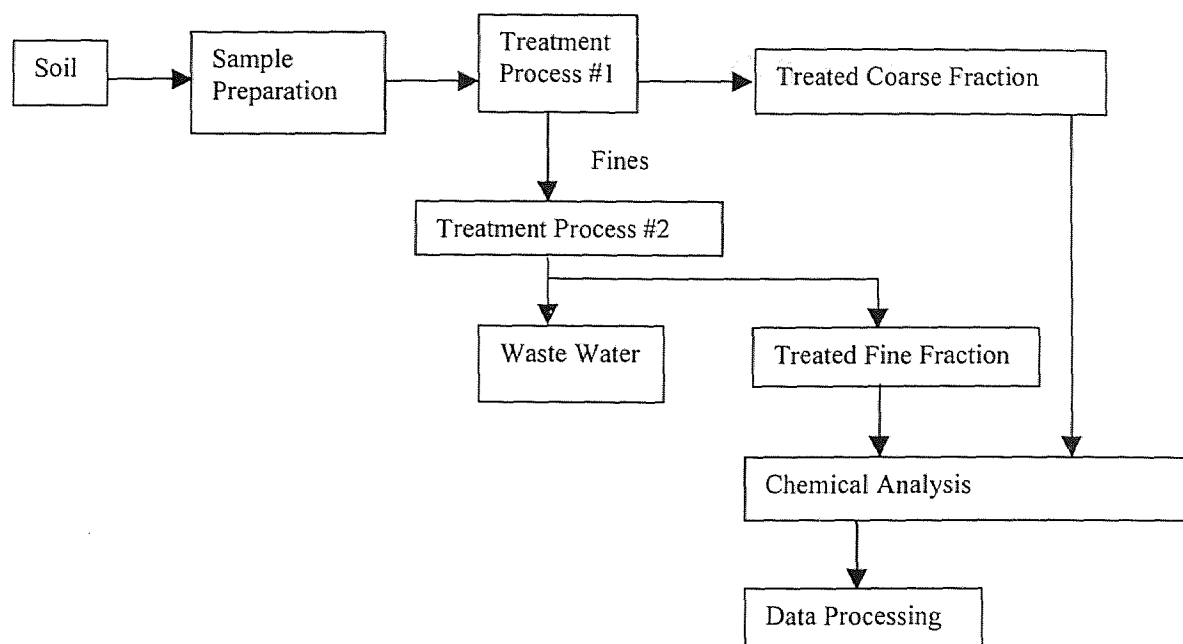 Soil
Sample
Preparation
Treatment
Process #1
Treated Coarse Fraction
Fines
Treatment Process #2
Waste Water
Treated Fine Fraction
Chemical Analysis
Data Processing